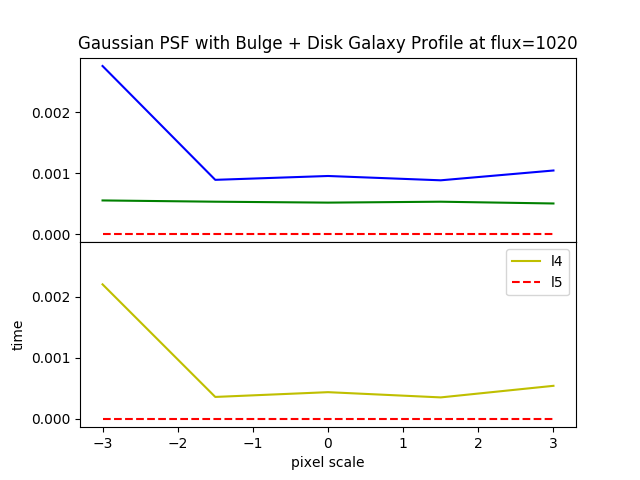 Gaussian PSF with Bulge + Disk Galaxy Profile at flux=1020
0.002
0.001
0.000
l4
l5
0.002
0.001
0.000
time
−3 −2 −1 0 1 2 3
pixel scale